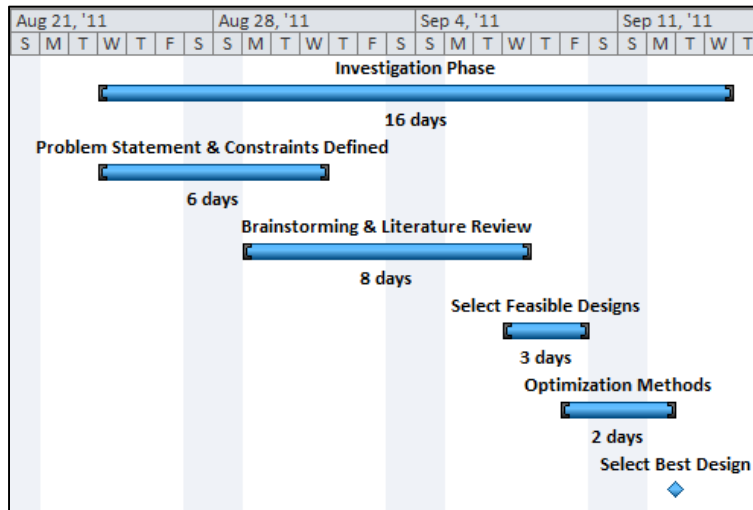 Aug 21, '11 Aug 28, '11 Sep 4, '11 Sep 11, '11
S M T W T F S S M T W T F S S M T W T F S S M T W T
Investigation Phase
16 days
Problem Statement & Constraints Defined
6 days
Brainstorming & Literature Review
8 days
Select Feasible Designs
3 days
Optimization Methods
2 days
Select Best Design